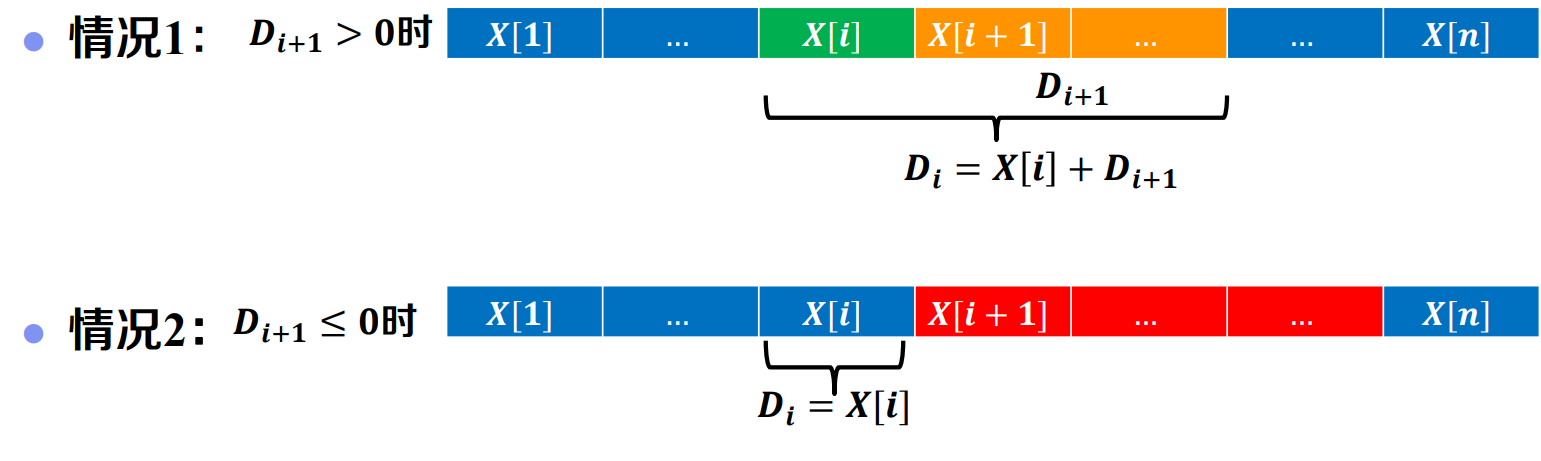 情况1： D_{i+1} > 0时 X[1] ... X[i] X[i + 1] ... ... X[n]
D_{i+1}
D_i = X[i] + D_{i+1}
情况2： D_{i+1} ≤ 0时 X[1] ... X[i] X[i + 1] ... ... X[n]
D_i = X[i]